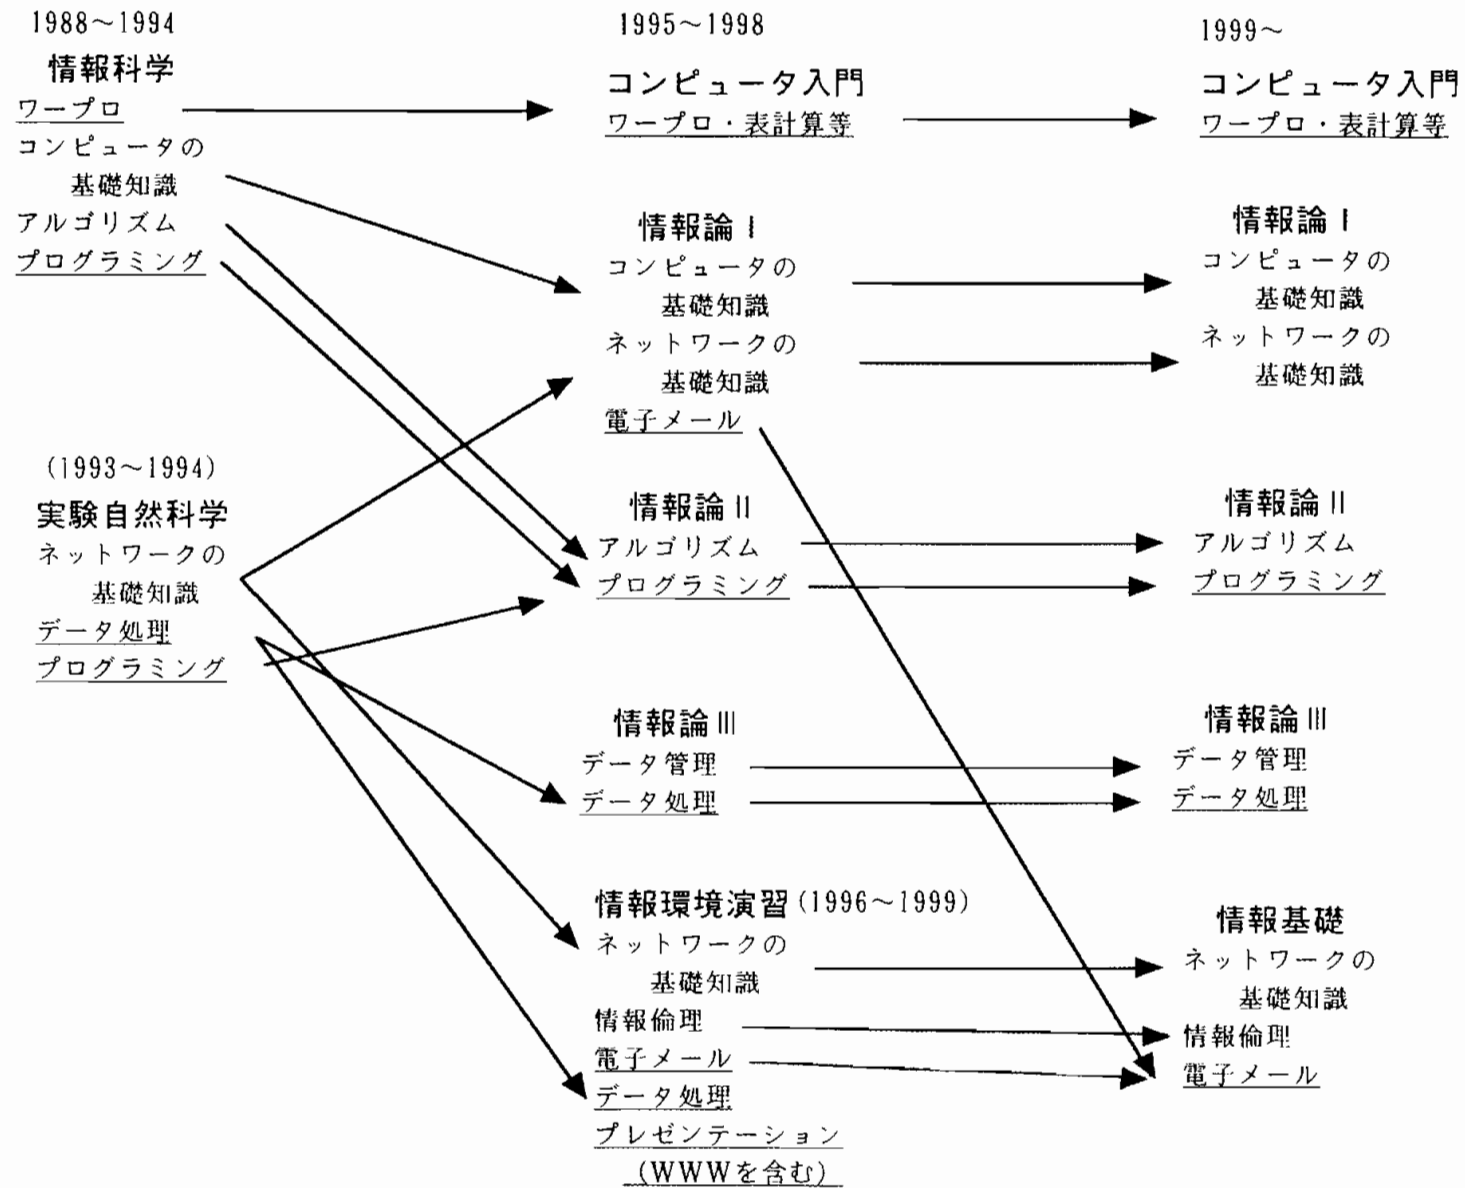 1988～1994
情報科学
ワープロ
コンピュータの
基礎知識
アルゴリズム
プログラミング
(1993～1994)
実験自然科学
ネットワークの
基礎知識
データ処理
プログラミング
1995～1998
コンピュータ入門
ワープロ・表計算等
情報論Ⅰ
コンピュータの
基礎知識
ネットワークの
基礎知識
電子メール
情報論Ⅱ
アルゴリズム
プログラミング
情報論Ⅲ
データ管理
データ処理
情報環境演習(1996～1999)
ネットワークの
基礎知識
情報倫理
電子メール
データ処理
プレゼンテーション
(WWWを含む)
1999～
コンピュータ入門
ワープロ・表計算等
情報論Ⅰ
コンピュータの
基礎知識
ネットワークの
基礎知識
情報論Ⅱ
アルゴリズム
プログラミング
情報論Ⅲ
データ管理
データ処理
情報基礎
ネットワークの
基礎知識
情報倫理
電子メール